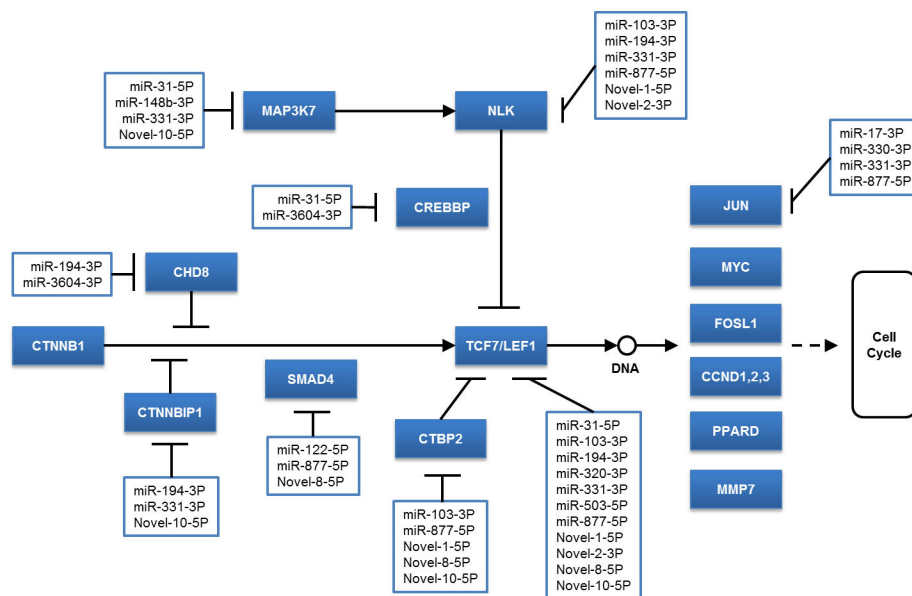 miR-103-3P
miR-194-3P
miR-331-3P
miR-877-5P
Novel-1-5P
Novel-2-3P
miR-31-5P
miR-148b-3P
miR-331-3P
Novel-10-5P
MAP3K7
NLK
miR-17-3P
miR-330-3P
miR-331-3P
miR-877-5P
miR-31-5P
miR-3604-3P
CREBBP
JUN
miR-194-3P
miR-3604-3P
CHD8
MYC
CTNNB1
TCF7/LEF1
DNA
FOSL1
Cell
Cycle
SMAD4
CCND1,2,3
CTNNBIP1
CTBP2
PPARD
miR-122-5P
miR-877-5P
Novel-8-5P
miR-31-5P
miR-103-3P
miR-194-3P
miR-320-3P
miR-331-3P
miR-503-5P
miR-877-5P
Novel-1-5P
Novel-2-3P
Novel-8-5P
Novel-10-5P
MMP7
miR-194-3P
miR-331-3P
Novel-10-5P
miR-103-3P
miR-877-5P
Novel-1-5P
Novel-8-5P
Novel-10-5P